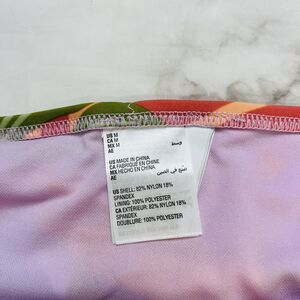 US M
CA M
MX M
AE وسط
US MADE IN CHINA
CA FABRIQUÉ EN CHINE
MX HECHO EN CHINA
AE صنع في الصين
US SHELL: 82% NYLON 18%
SPANDEX
LINING: 100% POLYESTER
CA EXTÉRIEUR: 82% NYLON 18%
SPANDEX
DOUBLURE: 100% POLYESTER